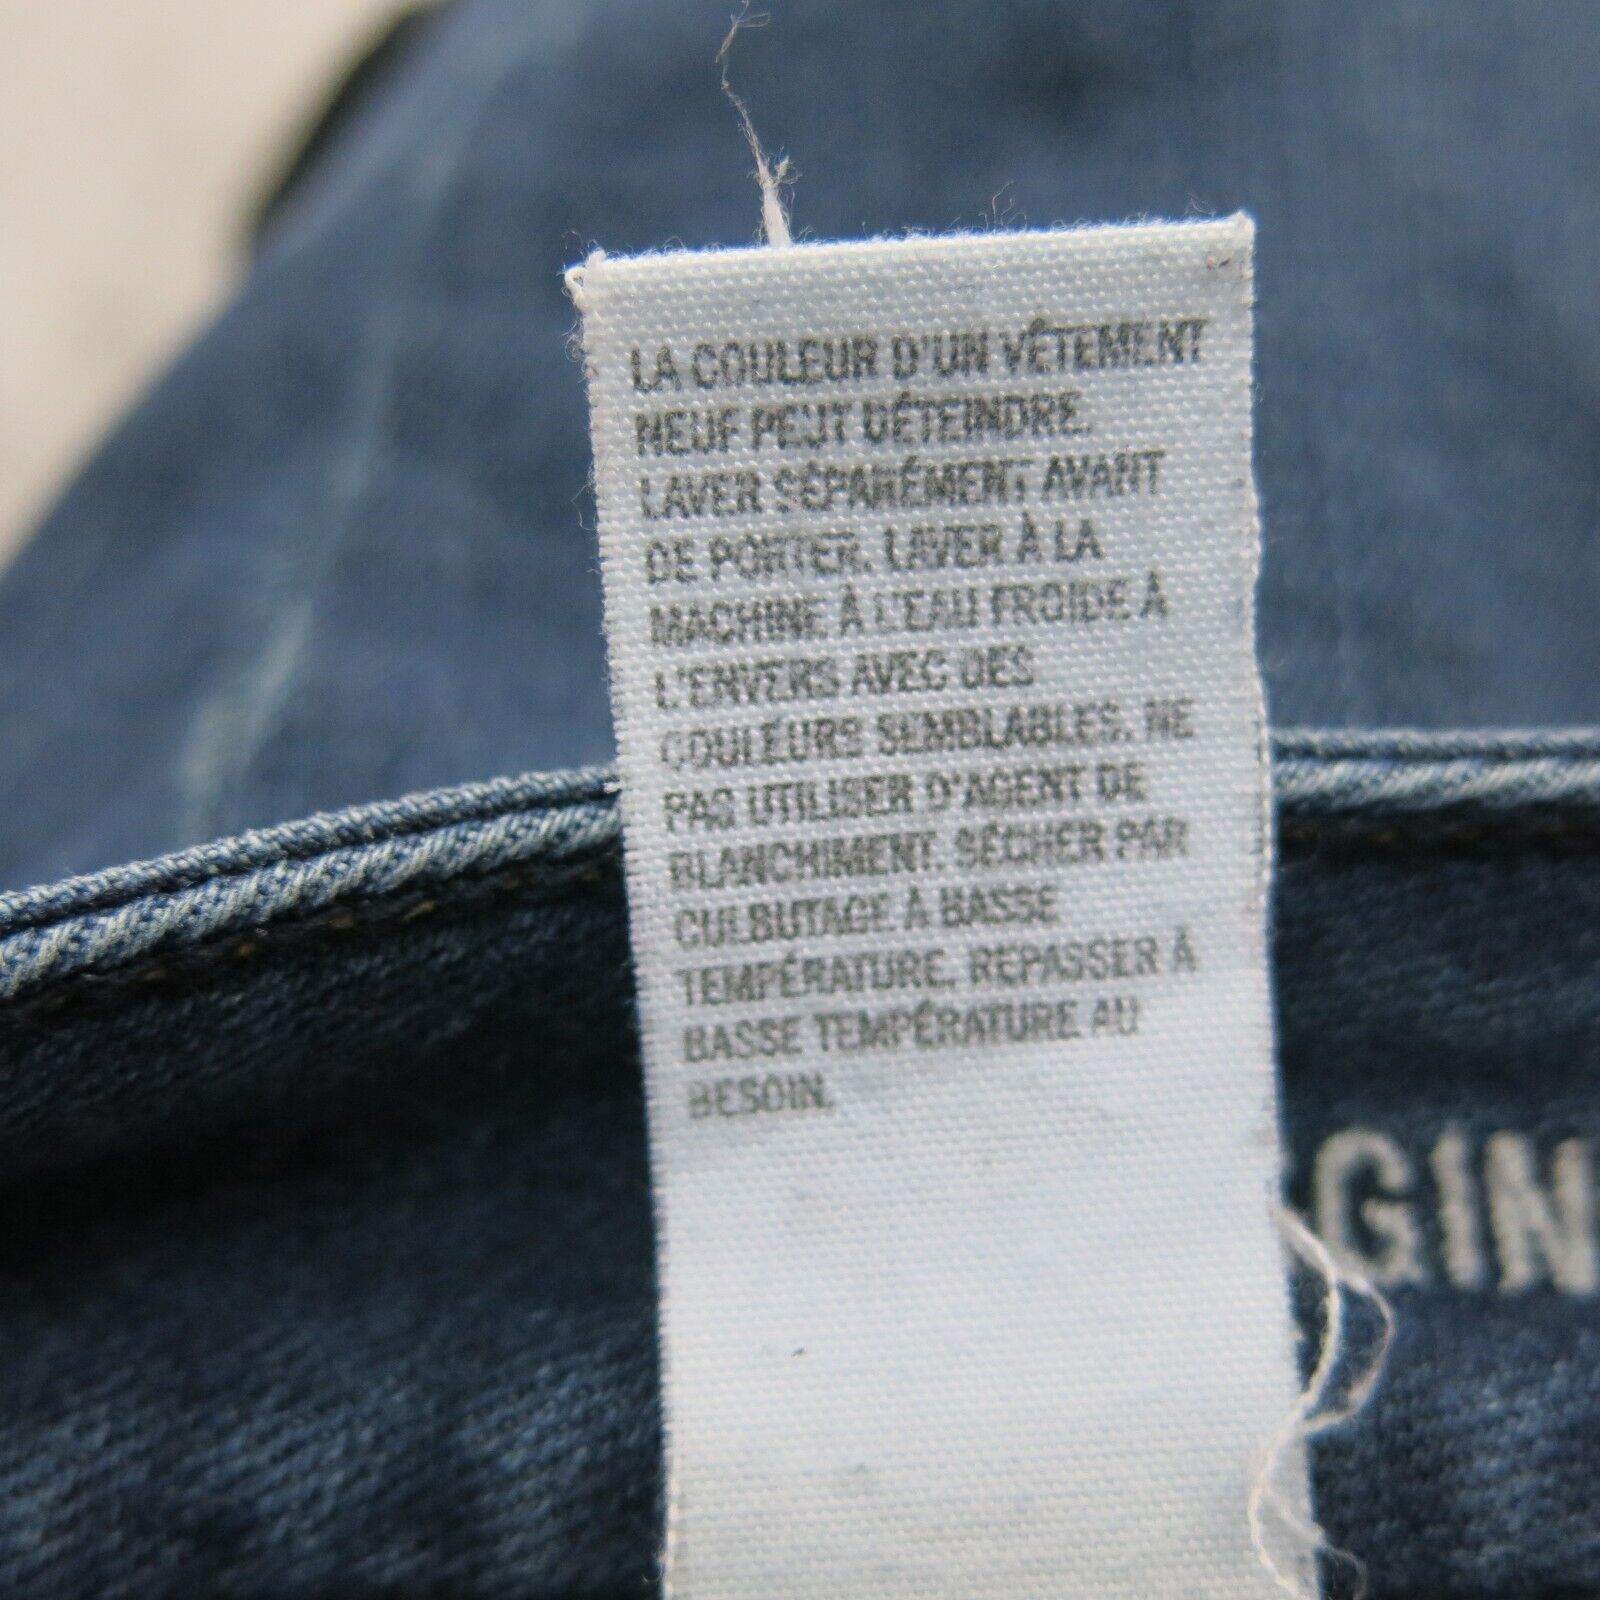 LA COULEUR D'UN VÊTEMENT
NEUF PEUT DÉTEINDRE.
LAVER SÉPARÉMENT AVANT
DE PORTER. LAVER À LA
MACHINE À L'EAU FROIDE À
L'ENVERS AVEC DES
COULEURS SEMBLABLES. NE
PAS UTILISER D'AGENT DE
BLANCHIMENT. SÉCHER PAR
CULBUTAGE À BASSE
TEMPÉRATURE. REPASSER À
BASSE TEMPÉRATURE AU
BESOIN.
GIN